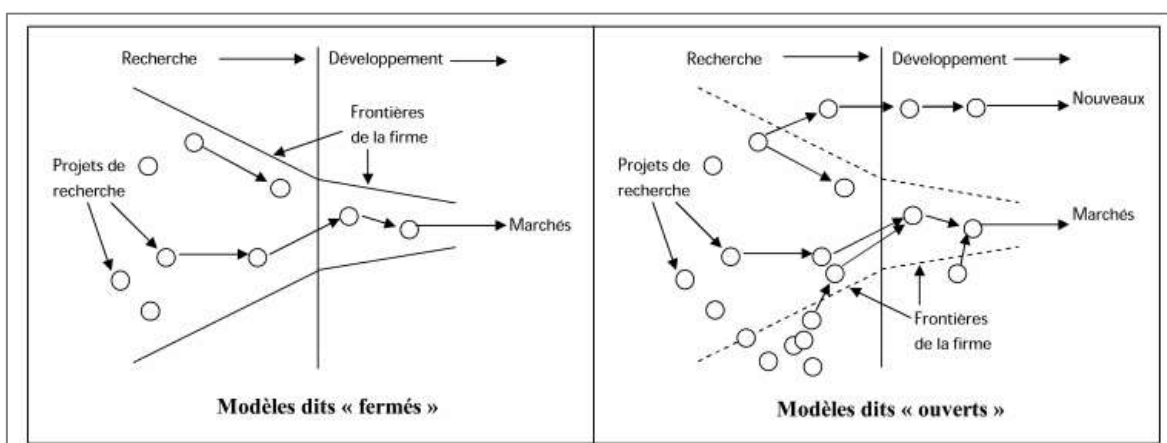 Recherche
Développement
Frontières
de la firme
Projets de
recherche
Marchés
Modèles dits « fermés »
Recherche
Développement
Nouveaux
Projets de
recherche
Marchés
Frontières
de la firme
Modèles dits « ouverts »